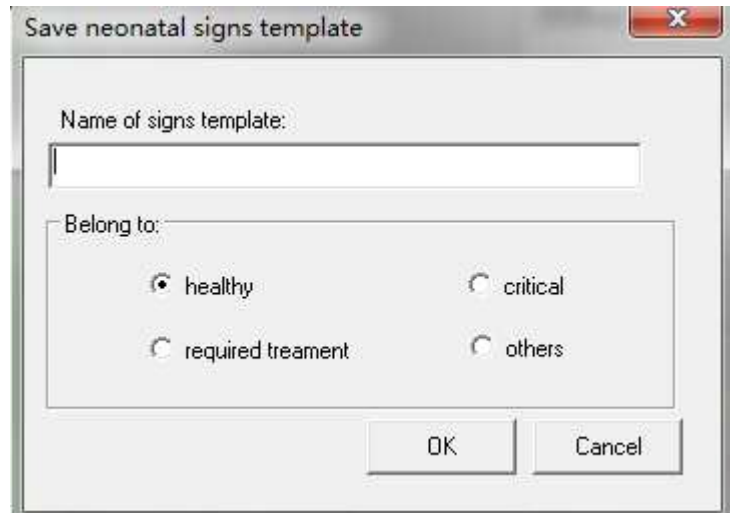 Save neonatal signs template
Name of signs template:
Belong to:
healthy critical
required treament others
OK Cancel